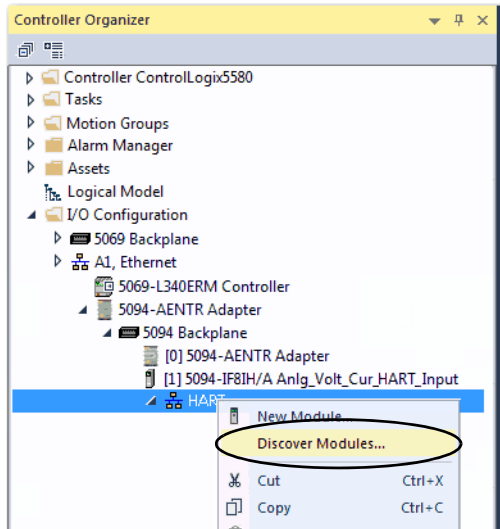 Controller Organizer
Controller ControlLogix5580
Tasks
Motion Groups
Alarm Manager
Assets
Logical Model
I/O Configuration
5069 Backplane
A1, Ethernet
5069-L340ERM Controller
5094-AENTR Adapter
5094 Backplane
[0] 5094-AENTR Adapter
[1] 5094-IF8IH/A Anlg_Volt_Cur_HART_Input
HART
New Module...
Discover Modules...
Cut Ctrl+X
Copy Ctrl+C